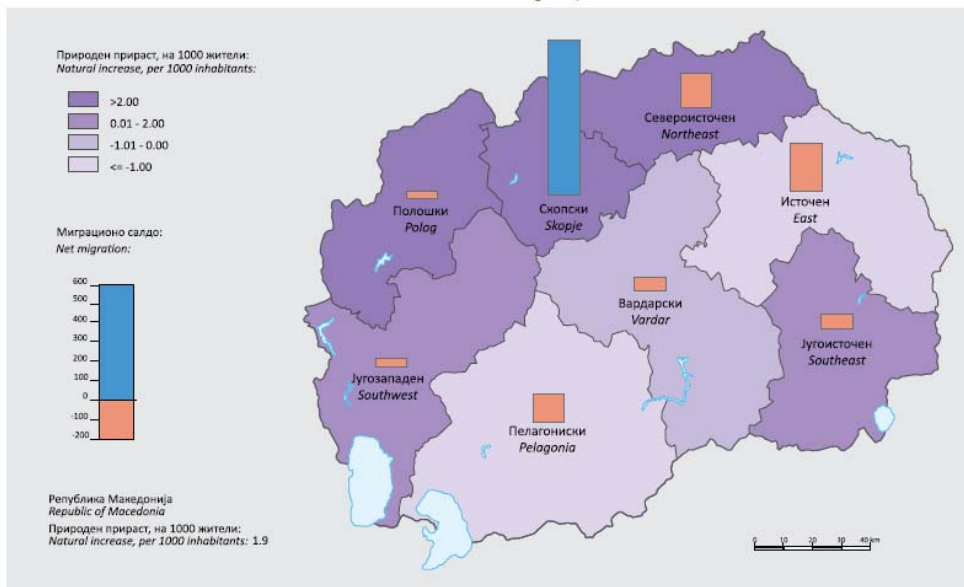 Природен прираст, на 1000 жители:
Natural increase, per 1000 inhabitants:
>2.00
0.01 - 2.00
-1.01 - 0.00
<= -1.00
Миграционо салдо:
Net migration:
600
500
400
300
200
100
0
-100
-200
Република Македонија
Republic of Macedonia
Природен прираст, на 1000 жители:
Natural increase, per 1000 inhabitants: 1.9
Североисточен
Northeast
Полошки
Polog
Скопски
Skopje
Источен
East
Вардарски
Vardar
Југоисточен
Southeast
Југозападен
Southwest
Пелагониски
Pelagonia
0 10 20 30 40 km